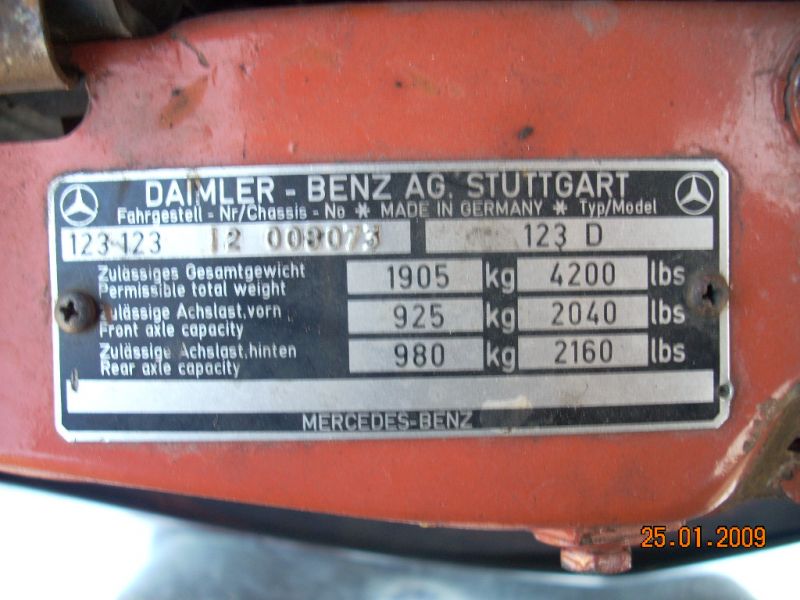 DAIMLER - BENZ AG, STUTTGART
Fahrgestell - Nr/Chassis - No * MADE IN GERMANY * Typ/Model
123-123 12 009073 123 D
Zulässiges Gesamtgewicht
Permissible total weight 1905 kg 4200 lbs
Zulässige Achslast.vorn
Front axle capacity 925 kg 2040 lbs
Zulässige Achslast.hinten
Rear axle capacity 980 kg 2160 lbs
MERCEDES-BENZ
25.01.2009